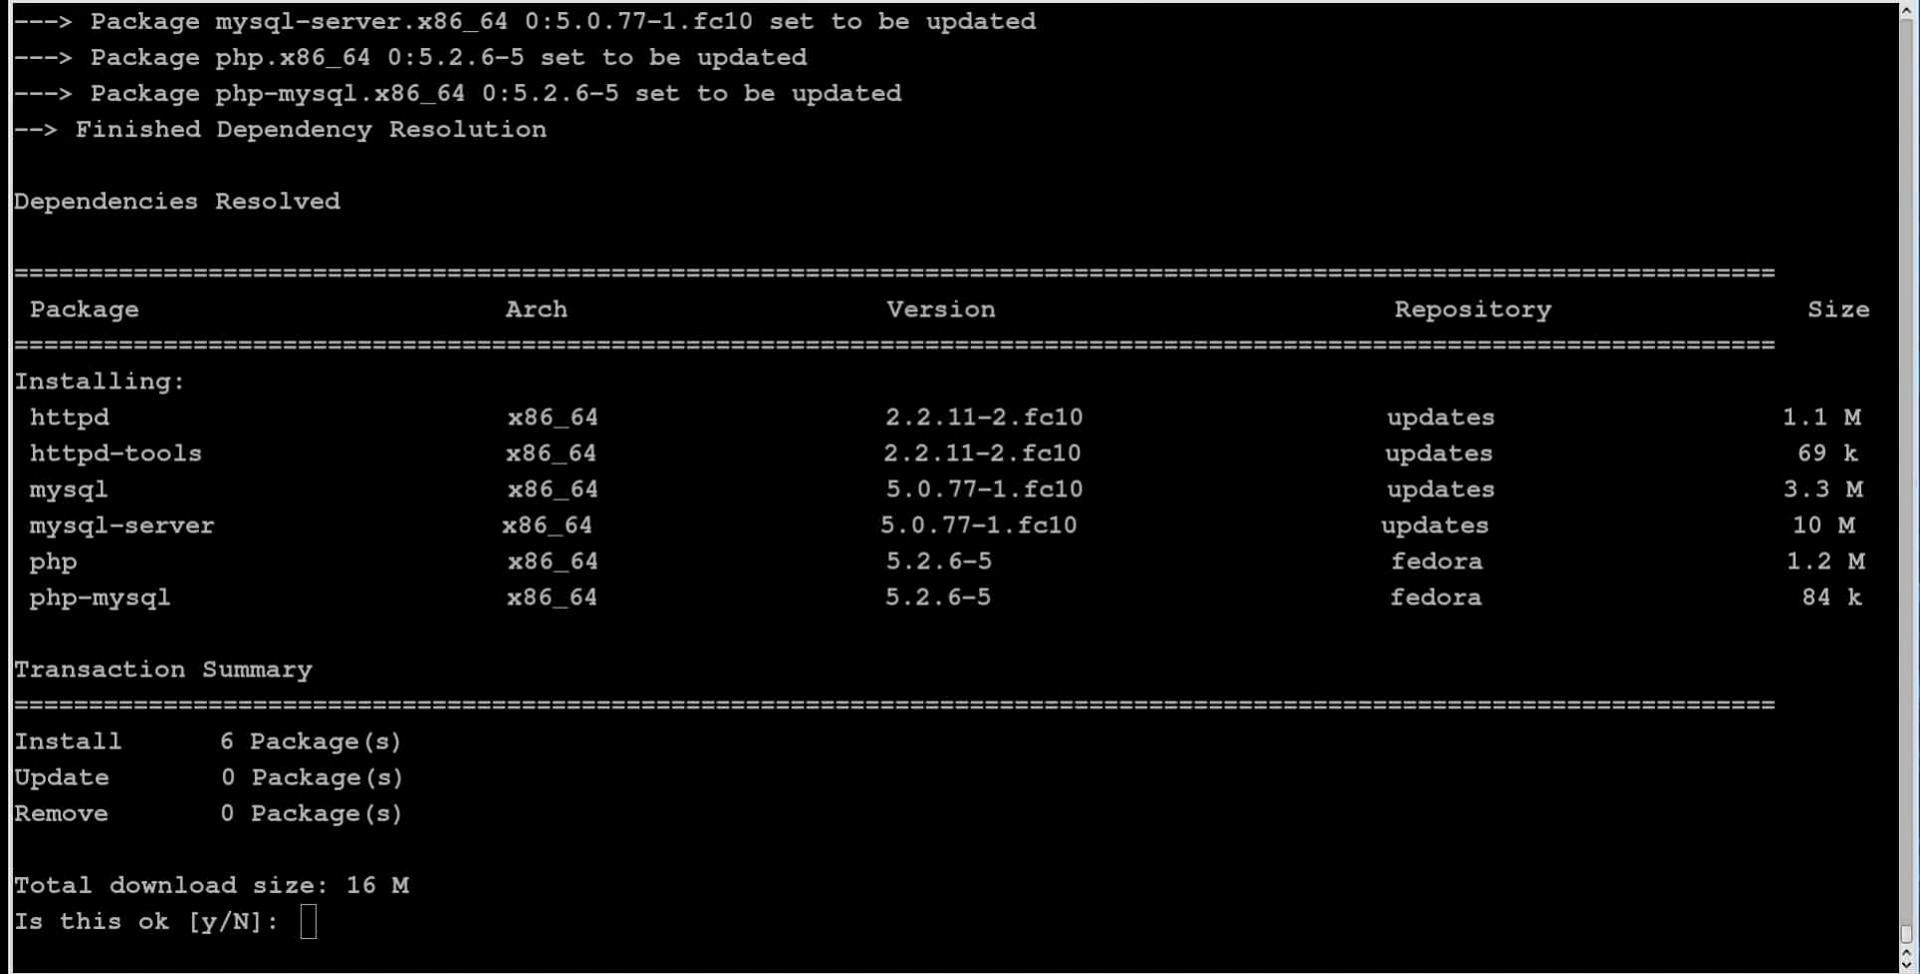 ---> Package mysql-server.x86_64 0:5.0.77-1.fc10 set to be updated
---> Package php.x86_64 0:5.2.6-5 set to be updated
---> Package php-mysql.x86_64 0:5.2.6-5 set to be updated
--> Finished Dependency Resolution
Dependencies Resolved
================================================================================================================
Package Arch Version Repository Size
================================================================================================================
Installing:
httpd x86_64 2.2.11-2.fc10 updates 1.1 M
httpd-tools x86_64 2.2.11-2.fc10 updates 69 k
mysql x86_64 5.0.77-1.fc10 updates 3.3 M
mysql-server x86_64 5.0.77-1.fc10 updates 10 M
php x86_64 5.2.6-5 fedora 1.2 M
php-mysql x86_64 5.2.6-5 fedora 84 k
Transaction Summary
================================================================================================================
Install 6 Package(s)
Update 0 Package(s)
Remove 0 Package(s)
Total download size: 16 M
Is this ok [y/N]: